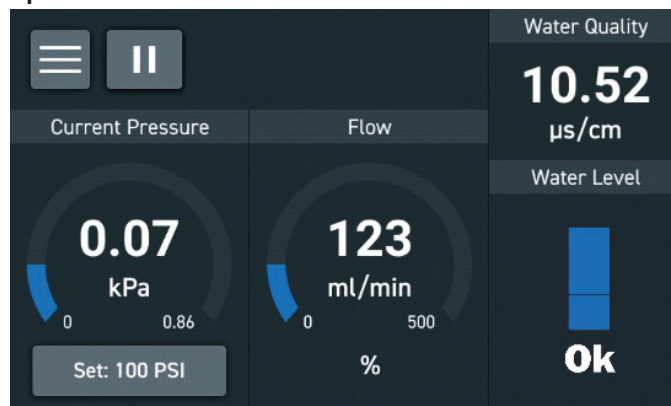 Water Quality
10.52
µs/cm
Current Pressure
Flow
Water Level
0.07
kPa
0
0.86
123
ml/min
0
500
Set: 100 PSI
%
Ok